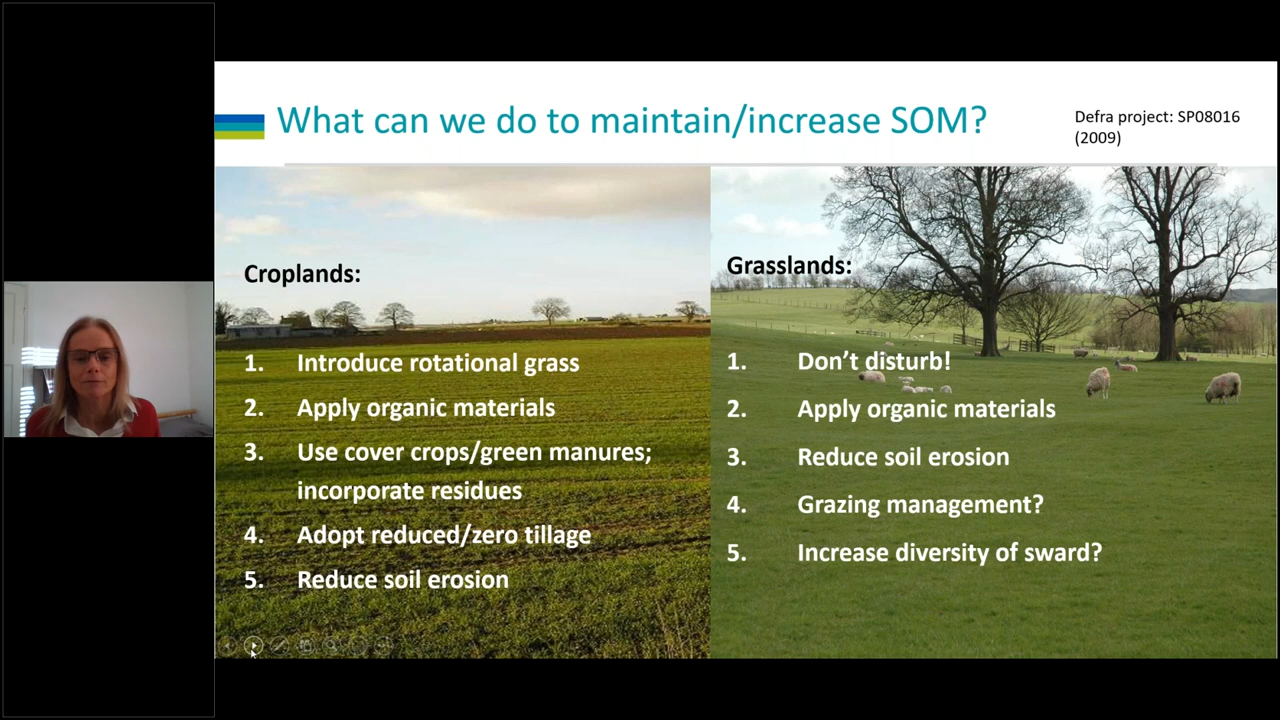 What can we do to maintain/increase SOM?
Defra project: SP08016
(2009)
Croplands:
1. Introduce rotational grass
2. Apply organic materials
3. Use cover crops/green manures;
incorporate residues
4. Adopt reduced/zero tillage
5. Reduce soil erosion
Grasslands:
1. Don’t disturb!
2. Apply organic materials
3. Reduce soil erosion
4. Grazing management?
5. Increase diversity of sward?